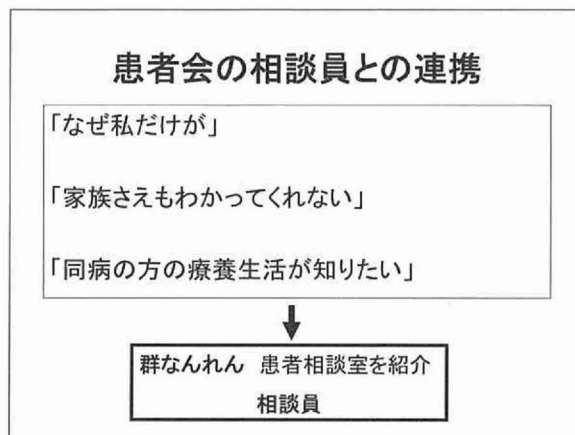 患者会の相談員との連携
「なぜ私だけが」
「家族さえもわかってくれない」
「同病の方の療養生活が知りたい」
群なんれん 患者相談室を紹介
相談員